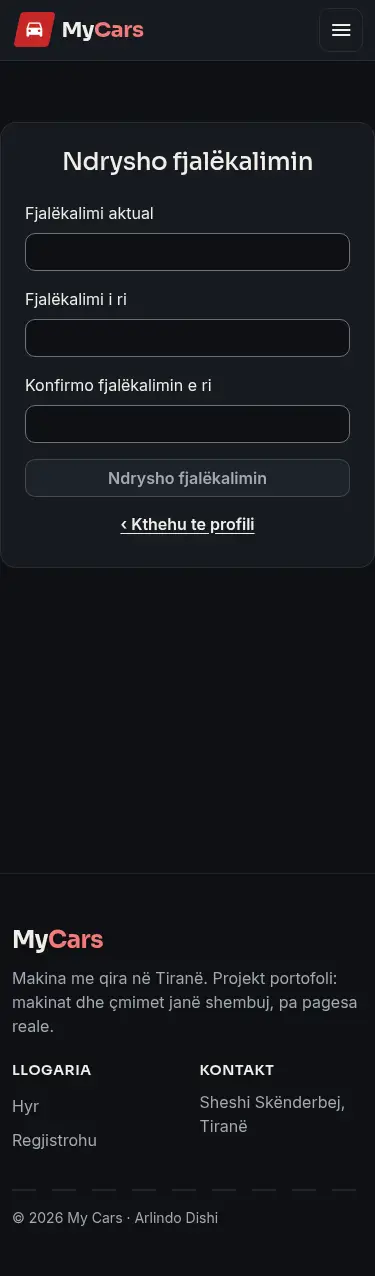 MyCars
Ndrysho fjalëkalimin
Fjalëkalimi aktual
Fjalëkalimi i ri
Konfirmo fjalëkalimin e ri
Ndrysho fjalëkalimin
‹ Kthehu te profili
MyCars
Makina me qira në Tiranë. Projekt portofoli:
makinat dhe çmimet janë shembuj, pa pagesa
reale.
LLOGARIA
Hyr
Regjistrohu
KONTAKT
Sheshi Skënderbej,
Tiranë
© 2026 My Cars · Arlindo Dishi